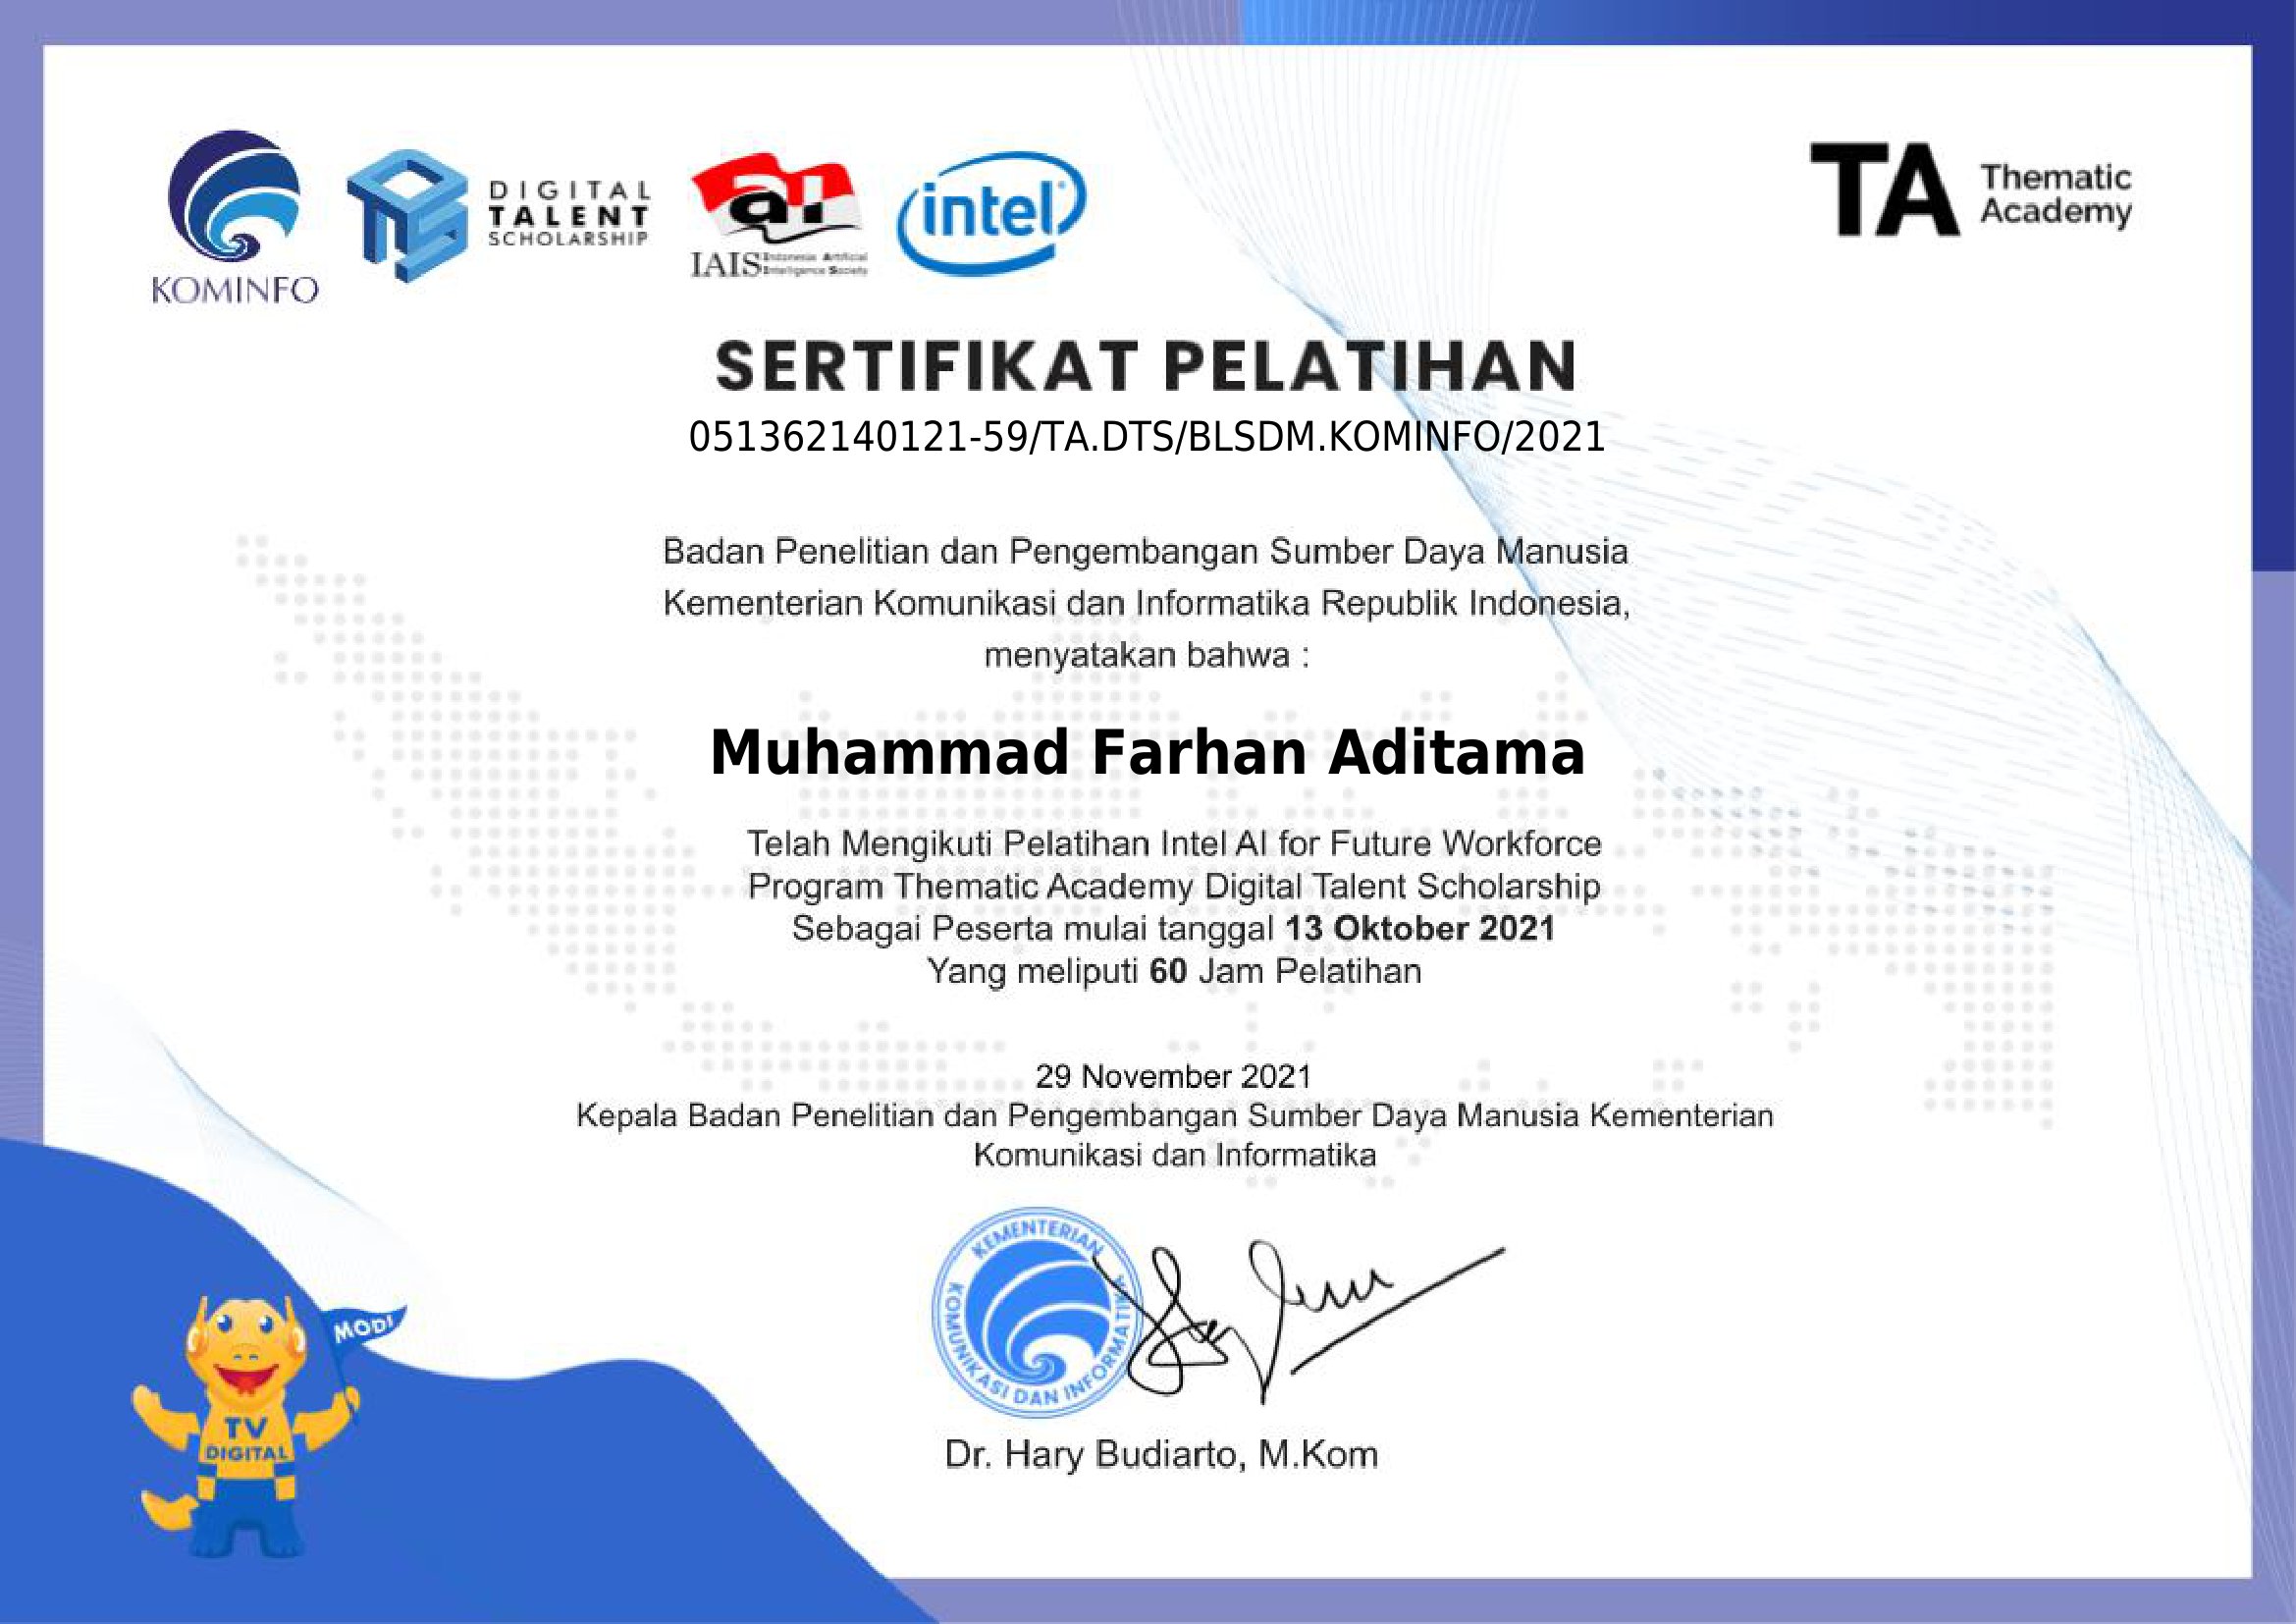 KOMINFO
DIGITAL
TALENT
SCHOLARSHIP
ai
IAIS Indonesia Artificial
Intelligence Society
intel
TA Thematic
Academy
SERTIFIKAT PELATIHAN
051362140121-59/TA.DTS/BLSDM.KOMINFO/2021
Badan Penelitian dan Pengembangan Sumber Daya Manusia
Kementerian Komunikasi dan Informatika Republik Indonesia,
menyatakan bahwa :
Muhammad Farhan Aditama
Telah Mengikuti Pelatihan Intel AI for Future Workforce
Program Thematic Academy Digital Talent Scholarship
Sebagai Peserta mulai tanggal 13 Oktober 2021
Yang meliputi 60 Jam Pelatihan
29 November 2021
Kepala Badan Penelitian dan Pengembangan Sumber Daya Manusia Kementerian
Komunikasi dan Informatika
KEMENTERIAN
KOMUNIKASI DAN INFORMATIKA
Dr. Hary Budiarto, M.Kom
MODI
TV
DIGITAL